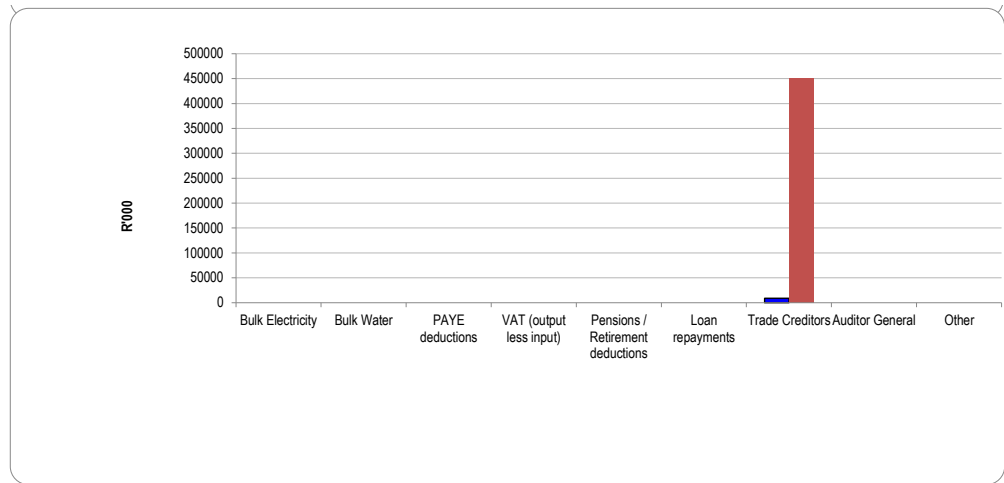 500000
450000
400000
350000
300000
250000
200000
150000
100000
50000
0
R'000
Bulk Electricity
Bulk Water
PAYE
deductions
VAT (output
less input)
Pensions /
Retirement
deductions
Loan
repayments
Trade Creditors
Auditor General
Other